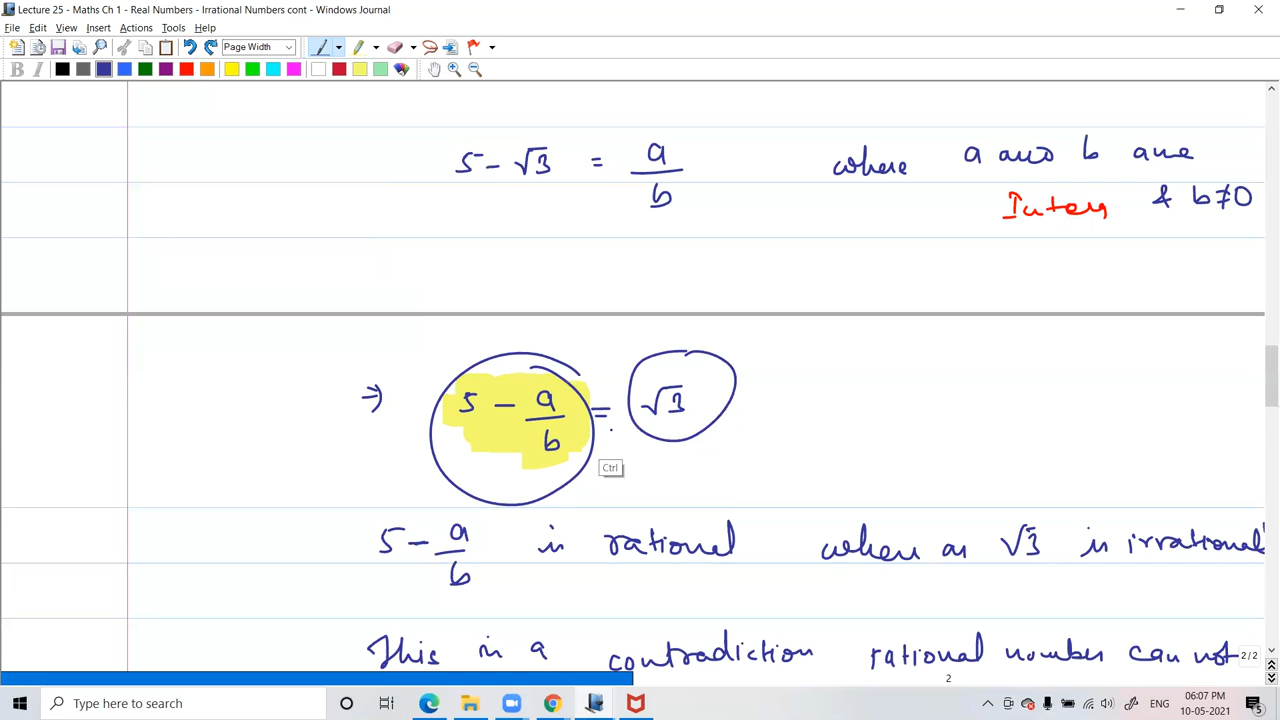 Lecture 25 - Maths Ch 1 - Real Numbers - Irrational Numbers cont - Windows Journal
File Edit View Insert Actions Tools Help
Page Width
B I
5 - √3 = a/b where a and b are
Integ & b ≠ 0
⇒ 5 - a/b = √3
Ctrl
5 - a/b is rational where as √3 is irrational
This is a contradiction rational number can not
2/2
2
Type here to search
ENG
06:07 PM
10-05-2021
5